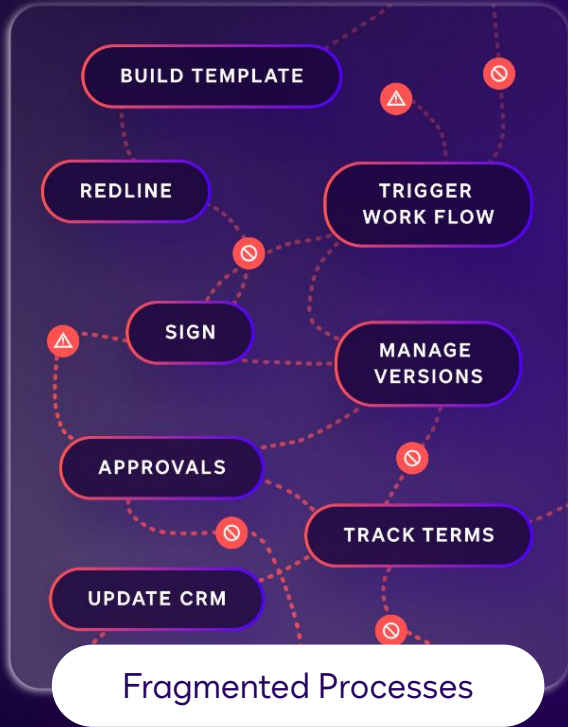 BUILD TEMPLATE
REDLINE
TRIGGER
WORK FLOW
SIGN
MANAGE
VERSIONS
APPROVALS
TRACK TERMS
UPDATE CRM
Fragmented Processes